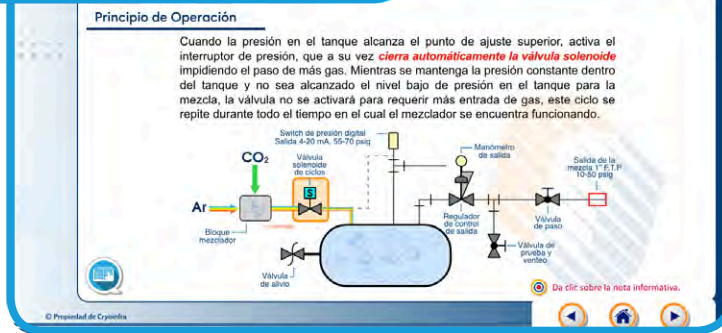 Principio de Operación
Cuando la presión en el tanque alcanza el punto de ajuste superior, activa el
interruptor de presión, que a su vez cierra automáticamente la válvula solenoide
impidiendo el paso de más gas. Mientras se mantenga la presión constante dentro
del tanque y no sea alcanzado el nivel bajo de presión en el tanque para la
mezcla, la válvula no se activará para requerir más entrada de gas, este ciclo se
repite durante todo el tiempo en el cual el mezclador se encuentra funcionando.
Switch de presión digital
Salida 4-20 mA, 55-70 psig
CO₂
Válvula
solenoide
de ciclos
S
Manómetro
de salida
Salida de la
mezcla 1" F.T.P
10-50 psig
Ar
Bloque
mezclador
Regulador
de control
de salida
Válvula
de paso
Válvula de
prueba y
venteo
Válvula
de alivio
Da clic sobre la nota informativa.
© Propiedad de Cryoinfra